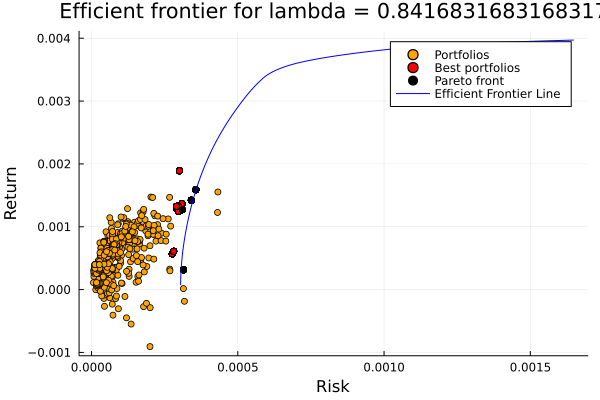 Efficient frontier for lambda = 0.8416831683168317
0.004
Portfolios
Best portfolios
Pareto front
Efficient Frontier Line
0.003
0.002
0.001
0.000
−0.001
Return
0.0000
0.0005
0.0010
0.0015
Risk